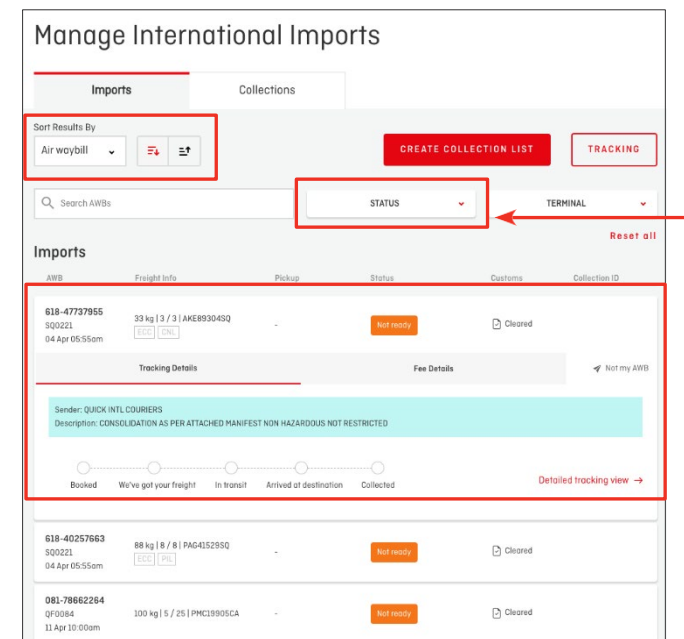 Manage International Imports
Imports Collections
Sort Results By
Air waybill
CREATE COLLECTION LIST TRACKING
Search AWBs STATUS TERMINAL
Reset all
Imports
AWB Freight Info Pickup Status Customs Collection ID
618-47737955
SQ0221 33 kg | 3 / 3 | AKE89304SQ - Not ready Cleared
04 Apr 05:55am ECC CNL
Tracking Details Fee Details Not my AWB
Sender: QUICK INTL COURIERS
Description: CONSOLIDATION AS PER ATTACHED MANIFEST NON HAZARDOUS NOT RESTRICTED
Booked We've got your freight In transit Arrived at destination Collected Detailed tracking view →
618-40257663
SQ0221 88 kg | 8 / 8 | PAG41529SQ - Not ready Cleared
04 Apr 05:55am ECC PIL
081-78662264
QF0084 100 kg | 5 / 25 | PMC19905CA - Not ready Cleared
11 Apr 10:00am